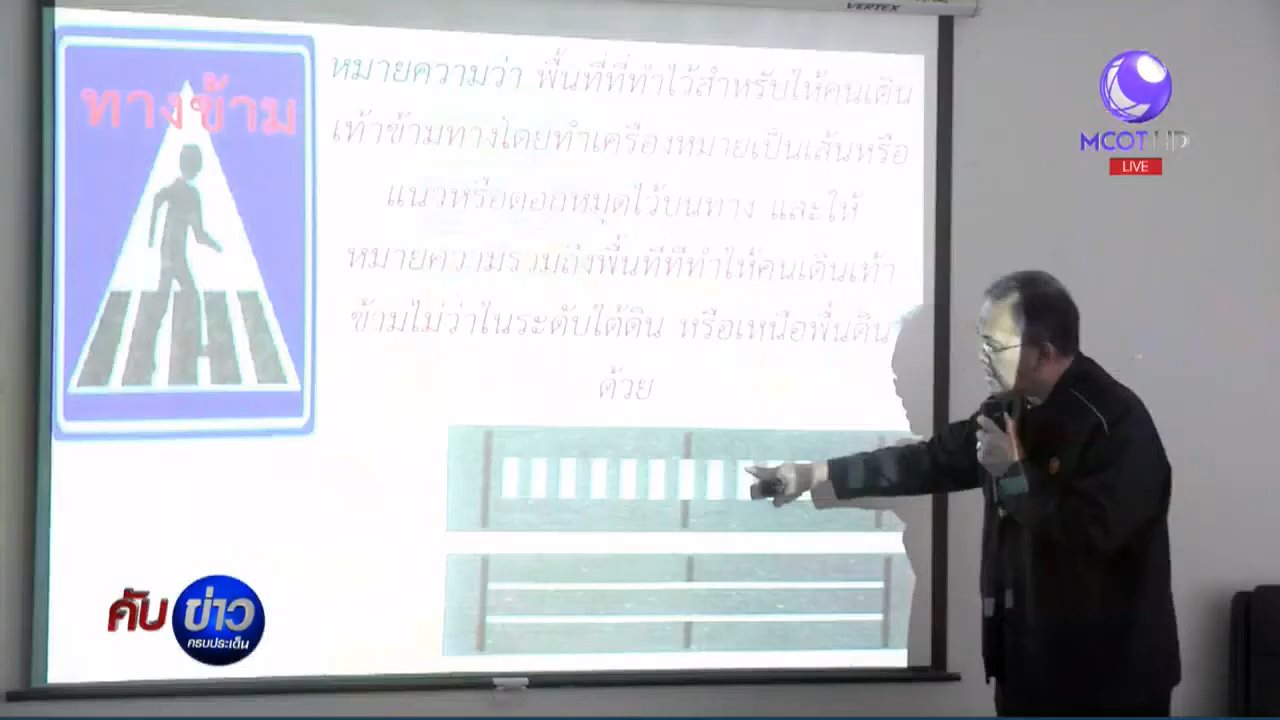 VERTEX
ทางข้าม
หมายความว่า พื้นที่ที่ทำไว้สำหรับให้คนเดิน
เท้าข้ามทางโดยทำเครื่องหมายเป็นเส้นหรือ
แนวหรือตอกหมุดไว้บนทาง และให้
หมายความรวมถึงพื้นที่ที่ทำให้คนเดินเท้า
ข้ามไม่ว่าในระดับใต้ดิน หรือเหนือพื้นดิน
ด้วย
MCOT HD
LIVE
คับ ข่าว
ครบประเด็น